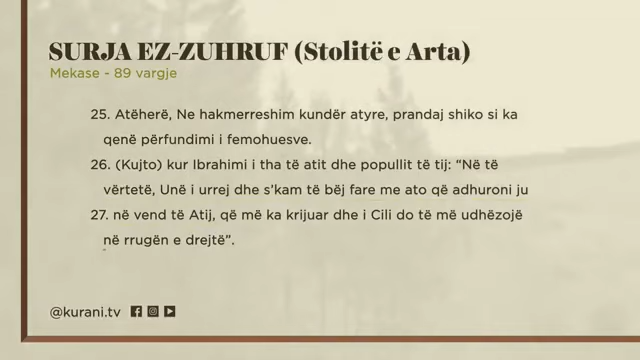 SURJA EZ-ZUHRUF (Stolitë e Arta)
Mekase - 89 vargje
25. Atëherë, Ne hakmerreshim kundër atyre, prandaj shiko si ka
qenë përfundimi i femohuesve.
26. (Kujto) kur Ibrahimi i tha të atit dhe popullit të tij: “Në të
vërtetë, Unë i urrej dhe s’kam të bëj fare me ato që adhuroni ju
27. në vend të Atij, që më ka krijuar dhe i Cili do të më udhëzojë
në rrugën e drejtë”.
@kurani.tv